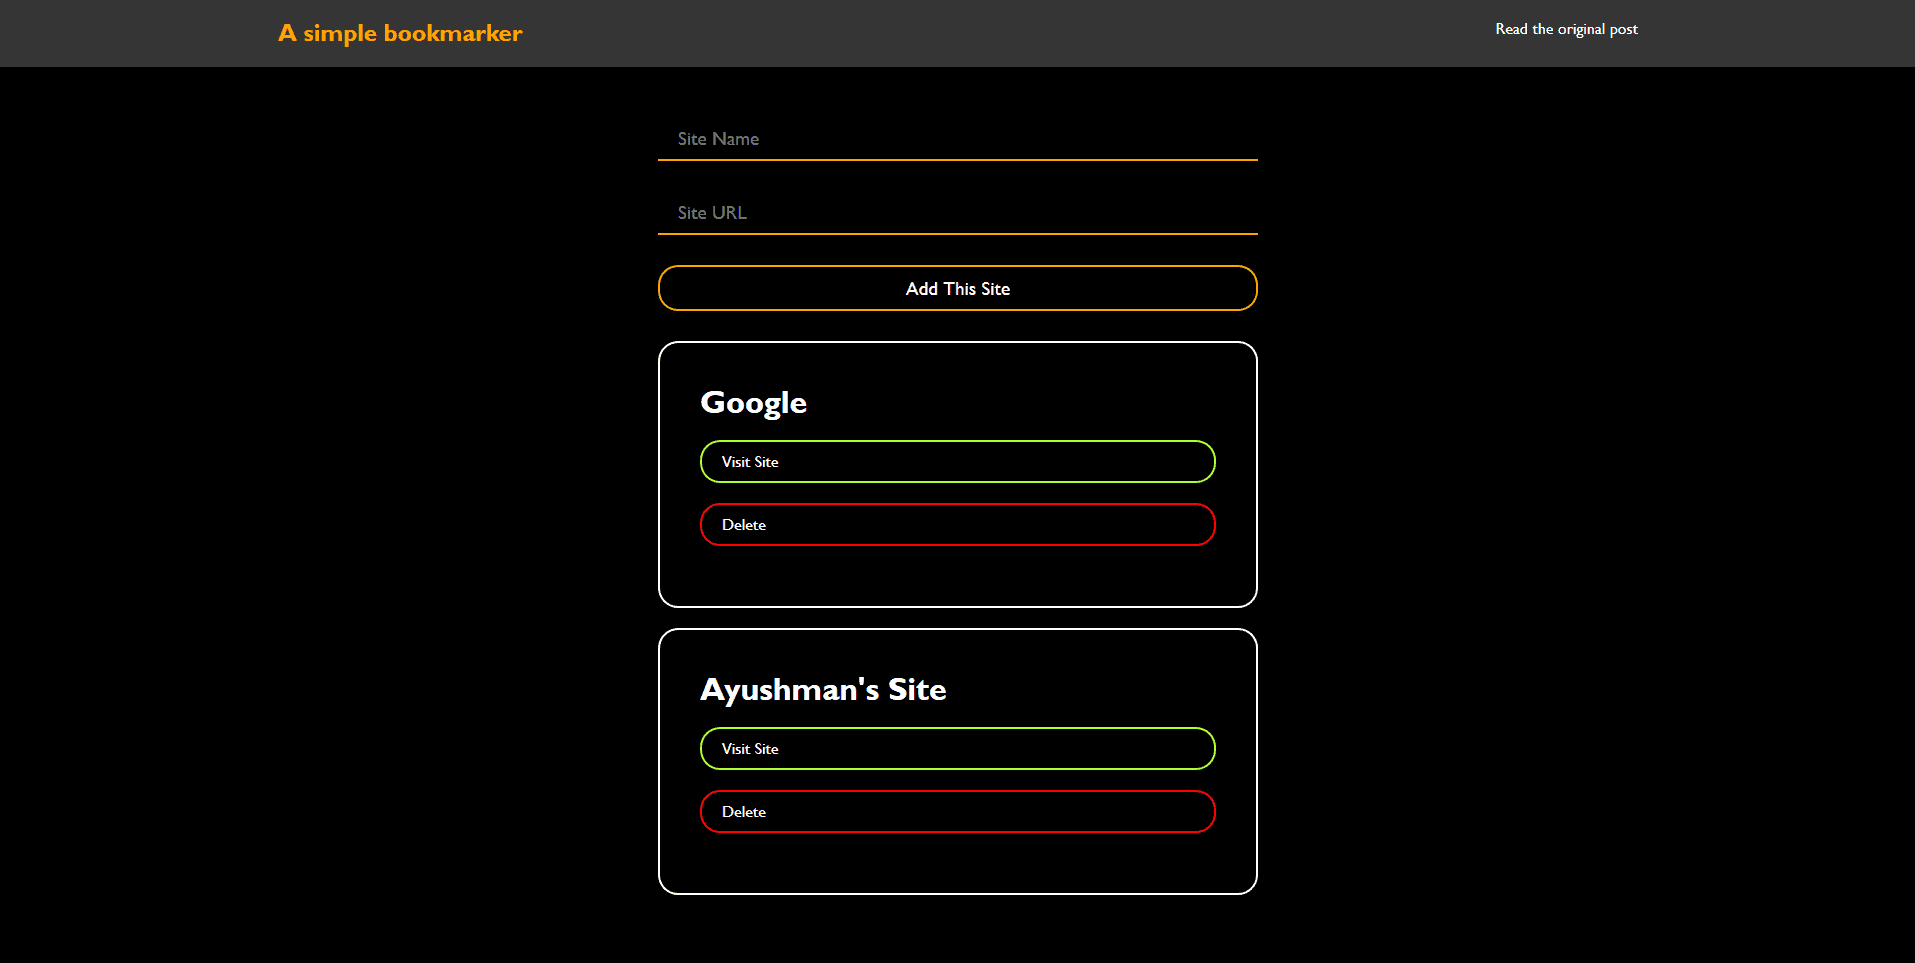 A simple bookmarker
Read the original post
Site Name
Site URL
Add This Site
Google
Visit Site
Delete
Ayushman's Site
Visit Site
Delete